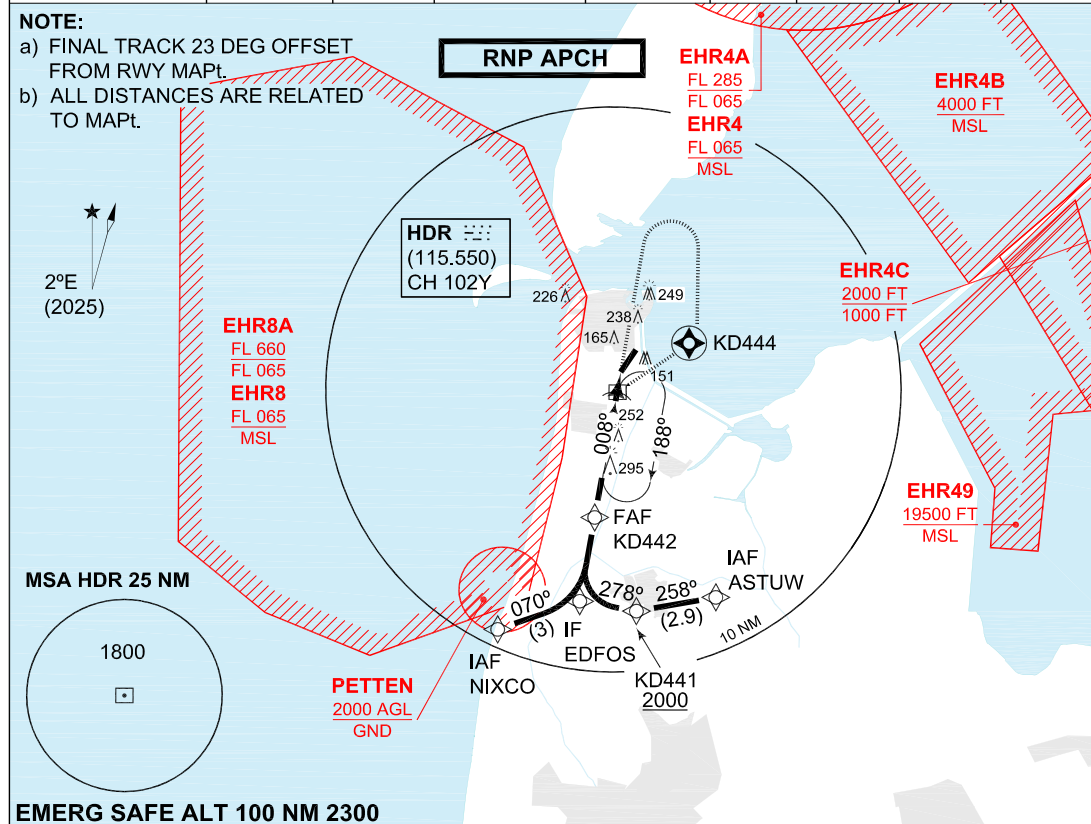 NOTE:
a) FINAL TRACK 23 DEG OFFSET
FROM RWY MAPt.
b) ALL DISTANCES ARE RELATED
TO MAPt.
RNP APCH
EHR4A
FL 285
FL 065
EHR4
FL 065
MSL
EHR4B
4000 FT
MSL
2ºE
(2025)
HDR
(115.550)
CH 102Y
EHR4C
2000 FT
1000 FT
226
249
238
165
KD444
151
EHR8A
FL 660
FL 065
EHR8
FL 065
MSL
252
008º
188º
295
EHR49
19500 FT
MSL
FAF
KD442
IAF
ASTUW
MSA HDR 25 NM
1800
070º
(3)
278º
258º
(2.9)
10 NM
IF
EDFOS
IAF
NIXCO
KD441
2000
PETTEN
2000 AGL
GND
EMERG SAFE ALT 100 NM 2300